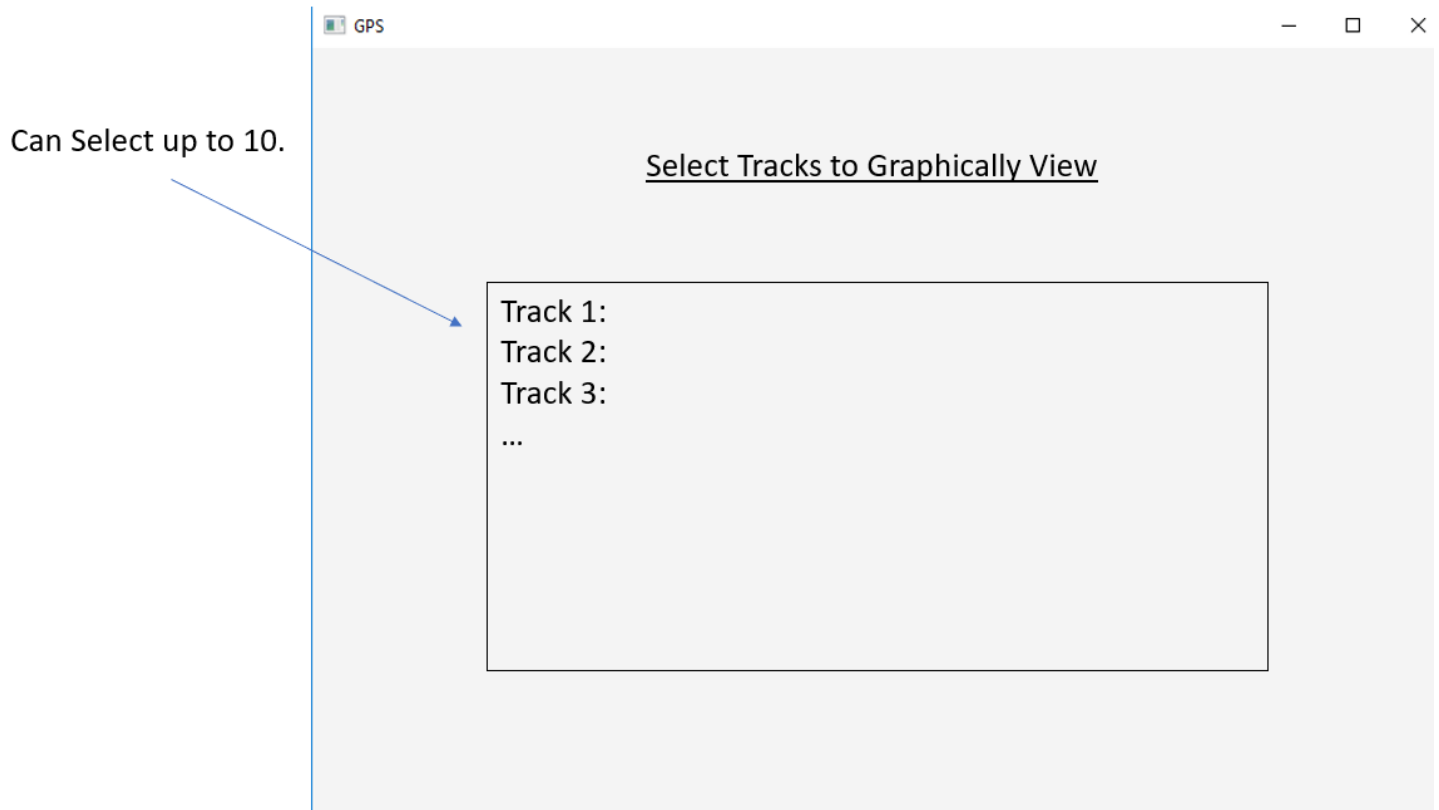 GPS
Can Select up to 10.
Select Tracks to Graphically View
Track 1:
Track 2:
Track 3:
...